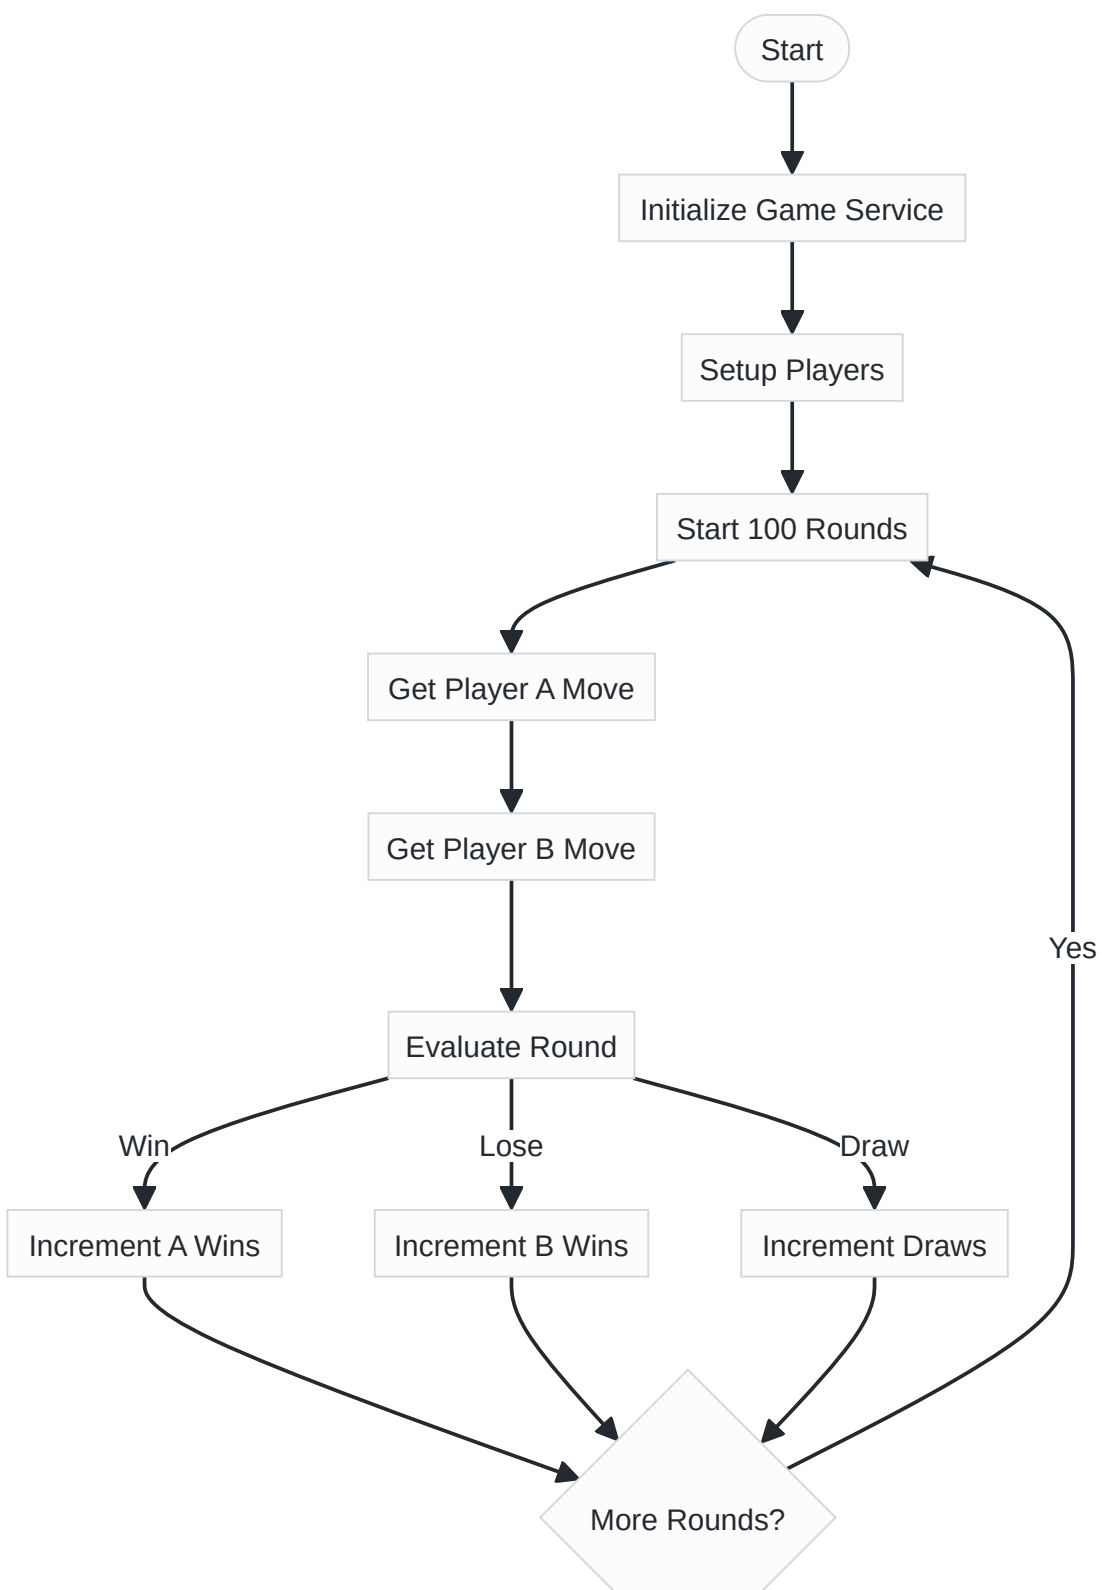 Start
Initialize Game Service
Setup Players
Start 100 Rounds
Get Player A Move
Get Player B Move
Yes
Evaluate Round
Win
Lose
Draw
Increment A Wins
Increment B Wins
Increment Draws
More Rounds?